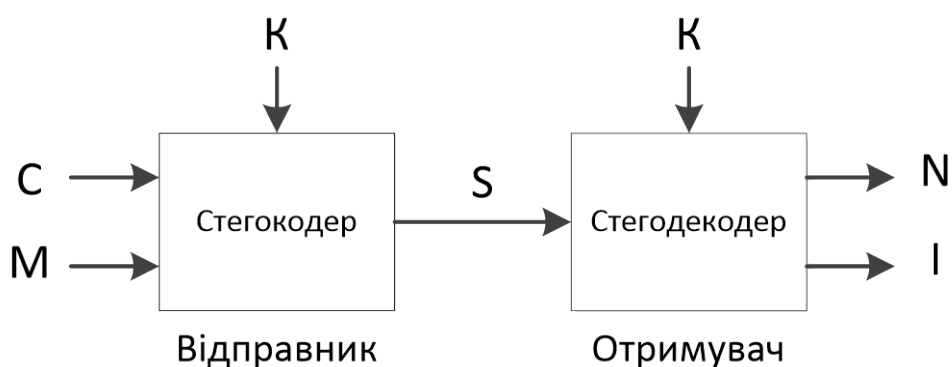 К К
С S N
Стегокодер Стегодекодер
М I
Відправник Отримувач